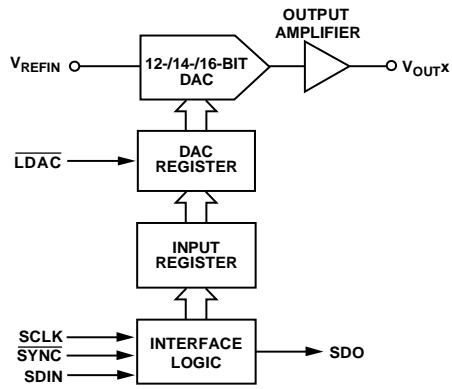 OUTPUT
AMPLIFIER
VREFIN
12-/14-/16-BIT
DAC
VOUTx
LDAC
DAC
REGISTER
INPUT
REGISTER
SCLK
SYNC
SDIN
INTERFACE
LOGIC
SDO